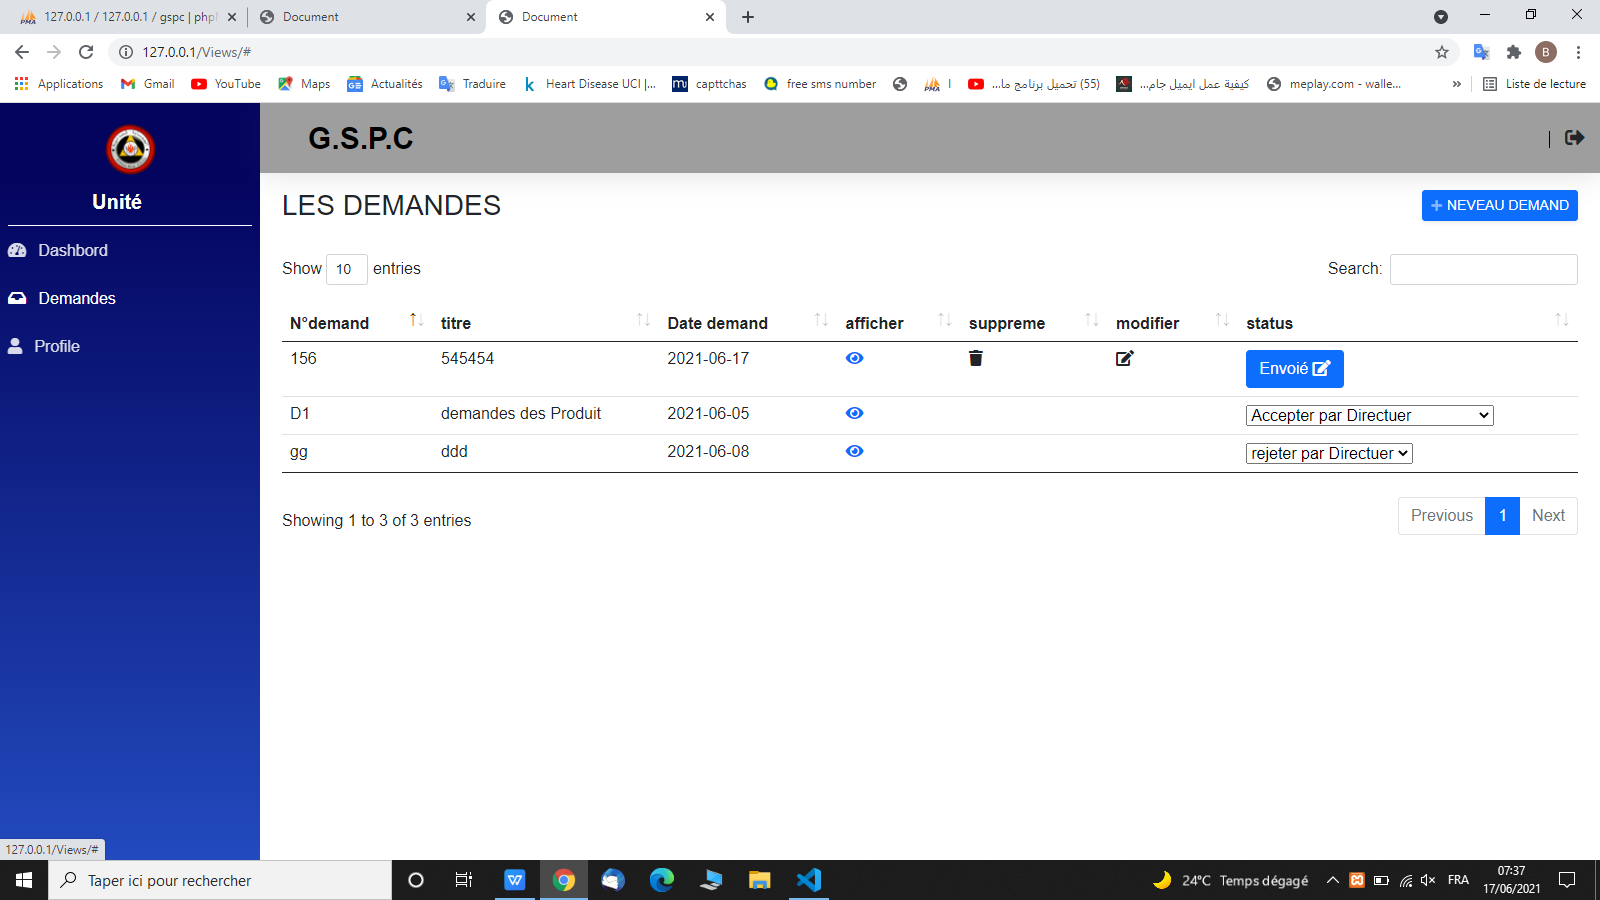 127.0.0.1 / 127.0.0.1 / gspc | php
Document
Document
127.0.0.1/Views/#
B
Applications
Gmail
YouTube
Maps
Actualités
Traduire
Heart Disease UCI |...
capttchas
free sms number
I
(55) تحميل برنامج ما...
كيفية عمل ايميل جام...
meplay.com - walle...
»
Liste de lecture
Unité
Dashbord
Demandes
Profile
G.S.P.C
|
LES DEMANDES
+ NEVEAU DEMAND
Show 10 entries
Search:
N°demand titre Date demand afficher suppreme modifier status
156 545454 2021-06-17 Envoié
D1 demandes des Produit 2021-06-05 Accepter par Directuer
gg ddd 2021-06-08 rejeter par Directuer
Showing 1 to 3 of 3 entries
Previous 1 Next
127.0.0.1/Views/#
Taper ici pour rechercher
24°C Temps dégagé
FRA
07:37
17/06/2021